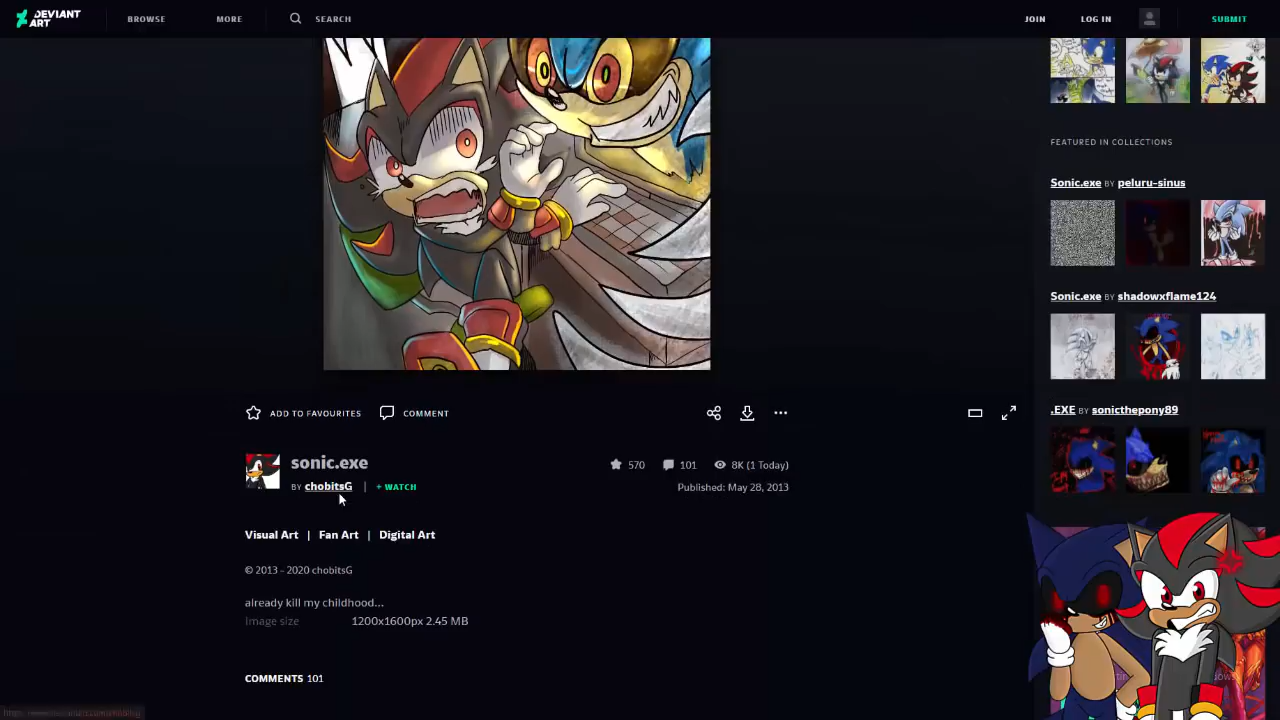 DEVIANT
ART
BROWSE
MORE
SEARCH
JOIN
LOG IN
SUBMIT
FEATURED IN COLLECTIONS
Sonic.exe BY peluru-sinus
Sonic.exe BY shadowxflame124
.EXE BY sonicthepony89
ADD TO FAVOURITES
COMMENT
sonic.exe
BY chobitsG | + WATCH
570
101
8K (1 Today)
Published: May 28, 2013
Visual Art | Fan Art | Digital Art
© 2013 - 2020 chobitsG
already kill my childhood...
Image size 1200x1600px 2.45 MB
COMMENTS 101